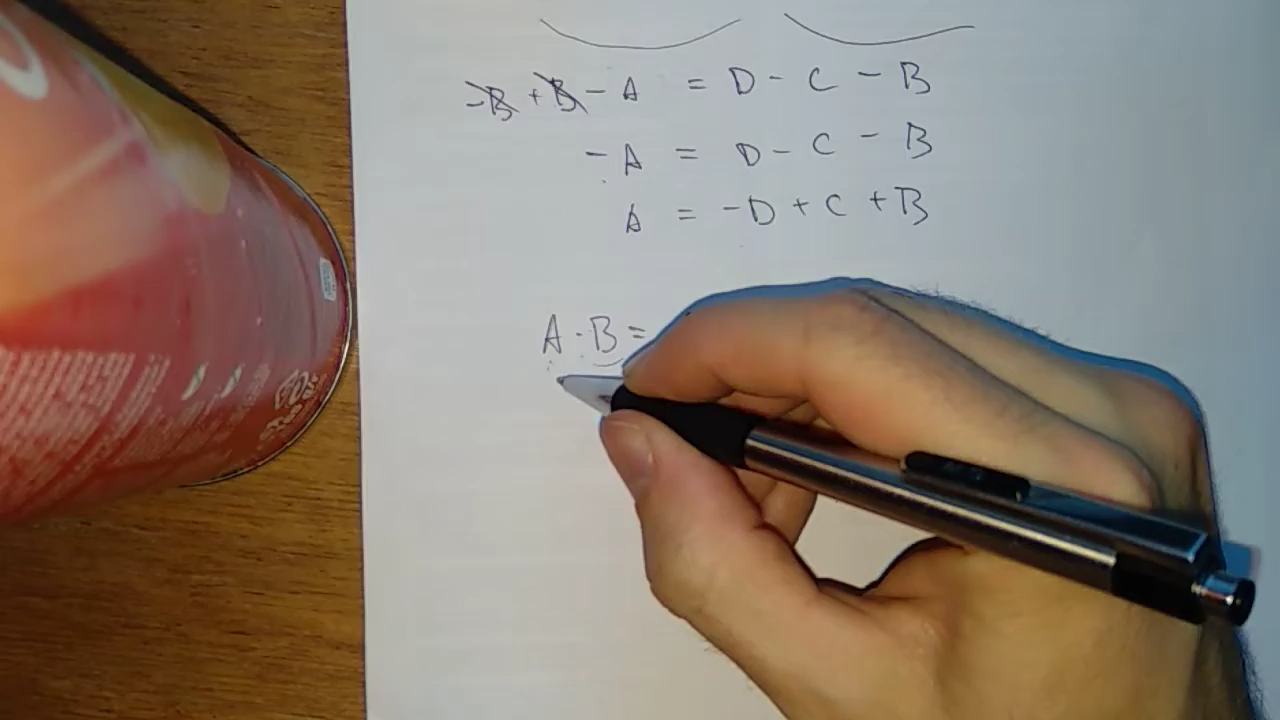 -B + B - A = D - C - B
- A = D - C - B
A = -D + C + B
A · B =